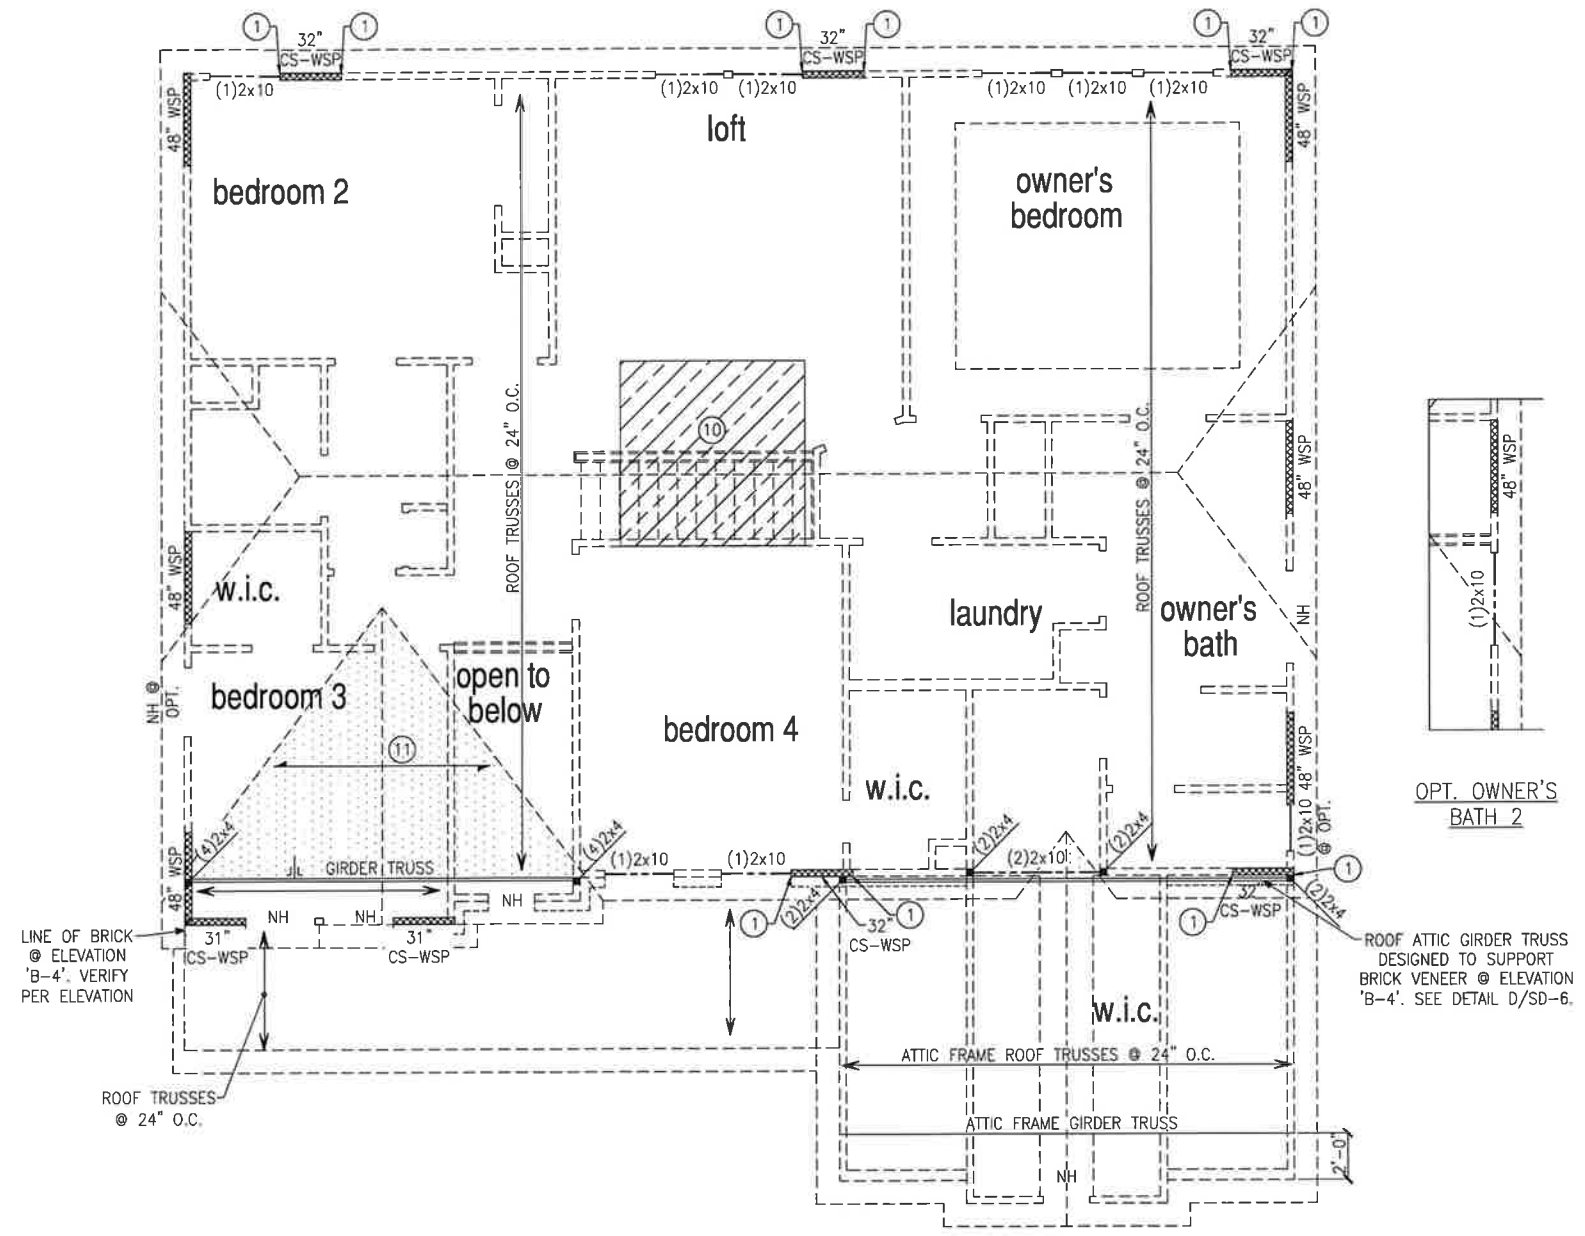 1 1 1 1 1 1
32" 32" 32"
CS-WSP CS-WSP CS-WSP
(1)2x10 (1)2x10 (1)2x10 (1)2x10 (1)2x10 (1)2x10
48" WSP
48" WSP
loft
bedroom 2
owner's
bedroom
ROOF TRUSSES @ 24" O.C.
ROOF TRUSSES @ 24" O.C.
10
48" WSP
48" WSP
48" WSP
w.i.c.
(1)2x10
laundry
owner's
bath
NH
NH @
OPT.
bedroom 3
open to
below
bedroom 4
11
48" WSP
w.i.c.
OPT. OWNER'S
BATH 2
(1)2x10
@ OPT.
(4)2x4
GIRDER TRUSS
(4)2x4
(1)2x10 (1)2x10
(2)2x4
(2)2x10
(2)2x4
1
48" WSP
NH NH NH
31" 31"
CS-WSP CS-WSP
1
(2)2x4
32"
CS-WSP
1
1
32"
CS-WSP
(2)2x4
LINE OF BRICK
@ ELEVATION
'B-4'. VERIFY
PER ELEVATION
ROOF ATTIC GIRDER TRUSS
DESIGNED TO SUPPORT
BRICK VENEER @ ELEVATION
'B-4'. SEE DETAIL D/SD-6.
w.i.c.
ATTIC FRAME ROOF TRUSSES @ 24" O.C.
ROOF TRUSSES
@ 24" O.C.
ATTIC FRAME GIRDER TRUSS
2'-0"
NH